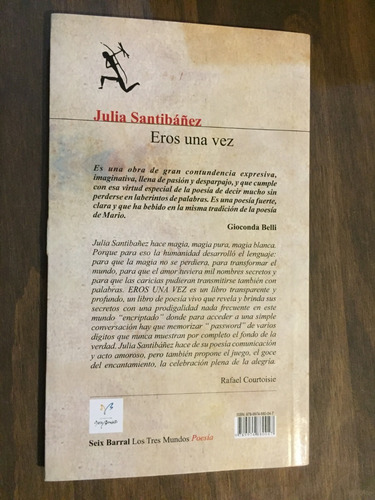 Julia Santibáñez
Eros una vez
Es una obra de gran contundencia expresiva,
imaginativa, llena de pasión y desparpajo, y que cumple
con esa virtud especial de la poesía de decir mucho sin
perderse en laberintos de palabras. Es una poesía fuerte,
clara y que ha bebido en la misma tradición de la poesía
de Mario.
Gioconda Belli
Julia Santibañez hace magia, magia pura, magia blanca.
Porque para eso la humanidad desarrolló el lenguaje:
para que la magia no se perdiera, para transformar el
mundo, para que el amor husiera mil nombres secretos y
para que las caricias pudieran transmitirse también con
palabras. EROS UNA VEZ es un libro transparente y
profundo, un libro de poesía vivo que revela y brinda sus
secretos con una prodigalidad nada frecuente en este
mundo "encriptado" donde para acceder a una simple
conversación hay que memorizar " password" de varios
dígitos que nunca muestran por completo el fondo de la
verdad. Julia Santibáñez hace de su poesía comunicación
y acto amoroso, pero también propone el juego, el goce
del encantamiento, la celebración plena de la alegría.
Rafael Courtoisie
Seix Barral Los Tres Mundos Poesía